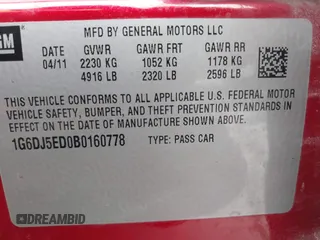 GM
MFD BY GENERAL MOTORS LLC
DATE GVWR GAWR FRT GAWR RR
04/11 2230 KG 1052 KG 1178 KG
4916 LB 2320 LB 2596 LB
THIS VEHICLE CONFORMS TO ALL APPLICABLE U.S. FEDERAL MOTOR
VEHICLE SAFETY, BUMPER, AND THEFT PREVENTION STANDARDS IN
EFFECT ON THE DATE OF MANUFACTURE SHOWN ABOVE.
1G6DJ5ED0B0160778 TYPE: PASS CAR
DREAMBID